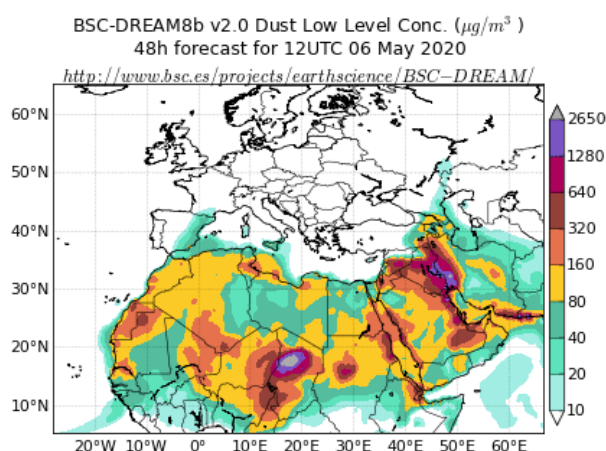 BSC-DREAM8b v2.0 Dust Low Level Conc. (μg/m³ )
48h forecast for 12UTC 06 May 2020
http://www.bsc.es/projects/earthscience/BSC−DREAM/
60°N
50°N
40°N
30°N
20°N
10°N
20°W 10°W 0° 10°E 20°E 30°E 40°E 50°E 60°E
2650
1280
640
320
160
80
40
20
10